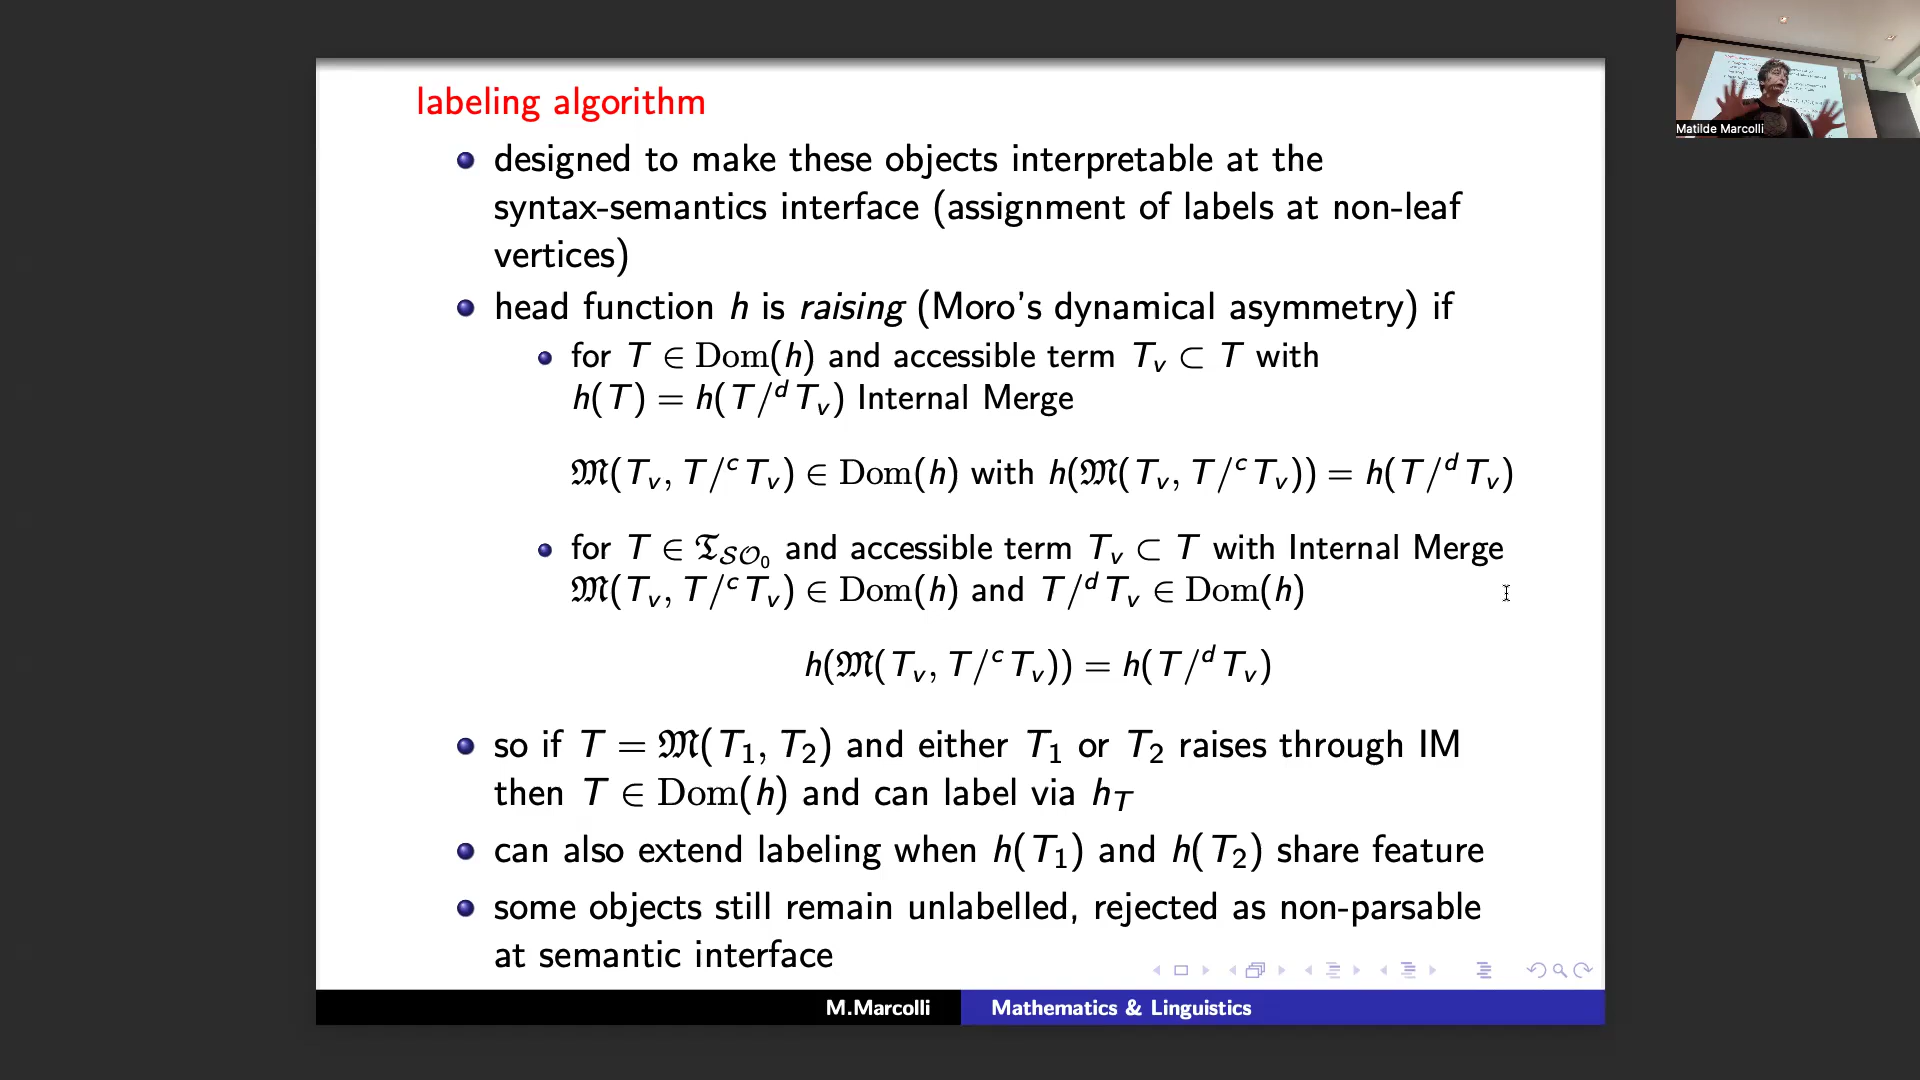 labeling algorithm
designed to make these objects interpretable at the
syntax-semantics interface (assignment of labels at non-leaf
vertices)
head function h is raising (Moro's dynamical asymmetry) if
for T ∈ Dom(h) and accessible term T_v ⊂ T with
h(T) = h(T/^d T_v) Internal Merge
𝔐(T_v, T/^c T_v) ∈ Dom(h) with h(𝔐(T_v, T/^c T_v)) = h(T/^d T_v)
for T ∈ 𝔗_{𝒮𝒪_0} and accessible term T_v ⊂ T with Internal Merge
𝔐(T_v, T/^c T_v) ∈ Dom(h) and T/^d T_v ∈ Dom(h)
h(𝔐(T_v, T/^c T_v)) = h(T/^d T_v)
so if T = 𝔐(T_1, T_2) and either T_1 or T_2 raises through IM
then T ∈ Dom(h) and can label via h_T
can also extend labeling when h(T_1) and h(T_2) share feature
some objects still remain unlabelled, rejected as non-parsable
at semantic interface
M.Marcolli Mathematics & Linguistics
Matilde Marcolli